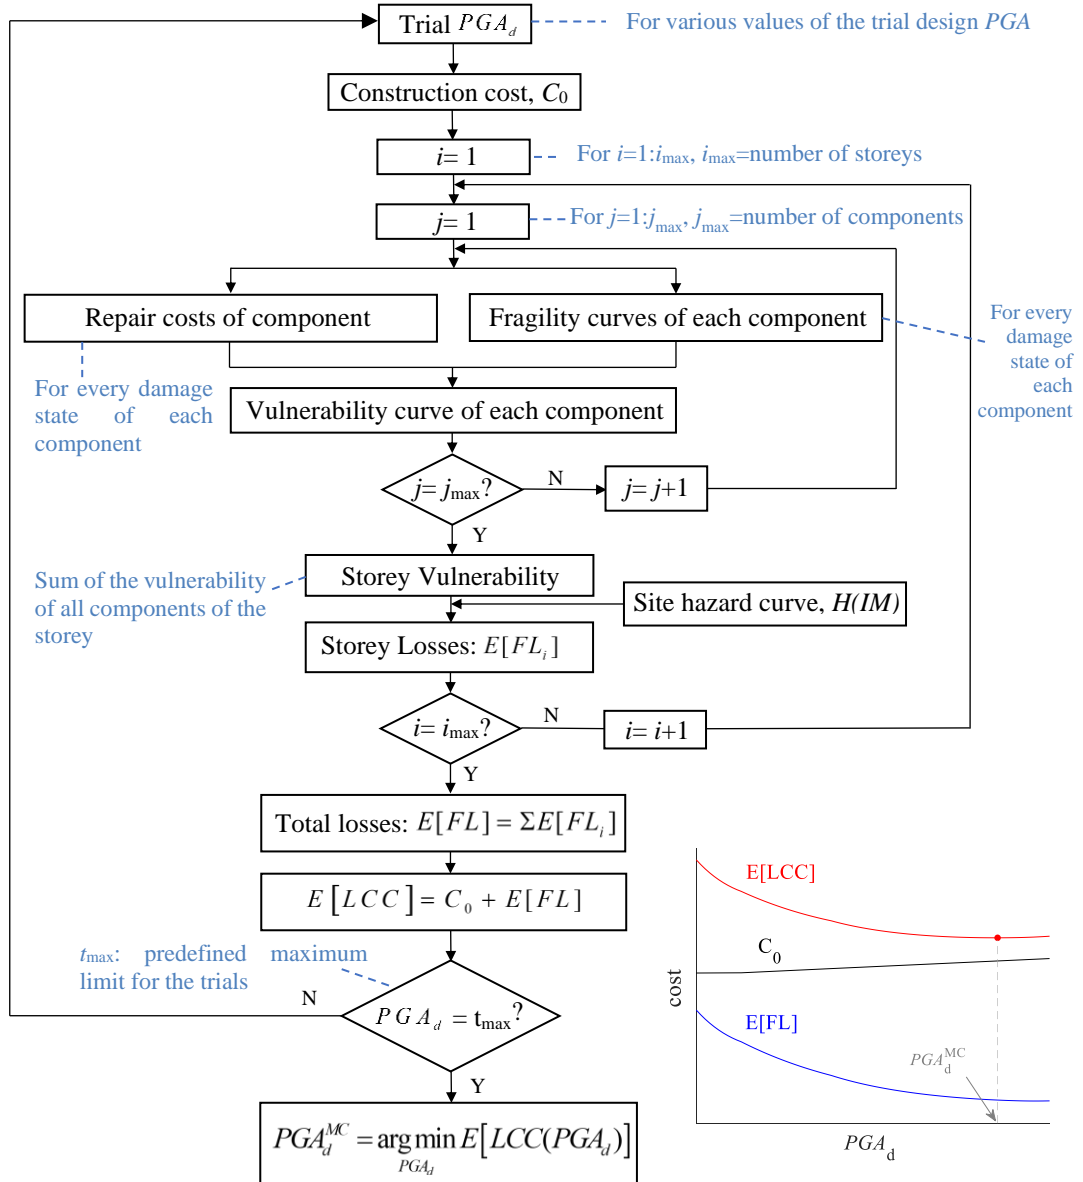 Trial PGA_d
For various values of the trial design PGA
Construction cost, C_0
i= 1
For i=1:i_max, i_max=number of storeys
j= 1
For j=1:j_max, j_max=number of components
Repair costs of component
Fragility curves of each component
For every
damage
state of
each
component
For every damage
state of each
component
Vulnerability curve of each component
j= j_max?
N
j= j+1
Y
Sum of the vulnerability
of all components of the
storey
Storey Vulnerability
Site hazard curve, H(IM)
Storey Losses: E[FL_i]
i= i_max?
N
i= i+1
Y
Total losses: E[FL] = ΣE[FL_i]
E[LCC] = C_0 + E[FL]
t_max: predefined maximum
limit for the trials
N
PGA_d = t_max?
Y
PGA_d^MC = arg min E[LCC(PGA_d)]
PGA_d
E[LCC]
C_0
cost
E[FL]
PGA_d^MC
PGA_d